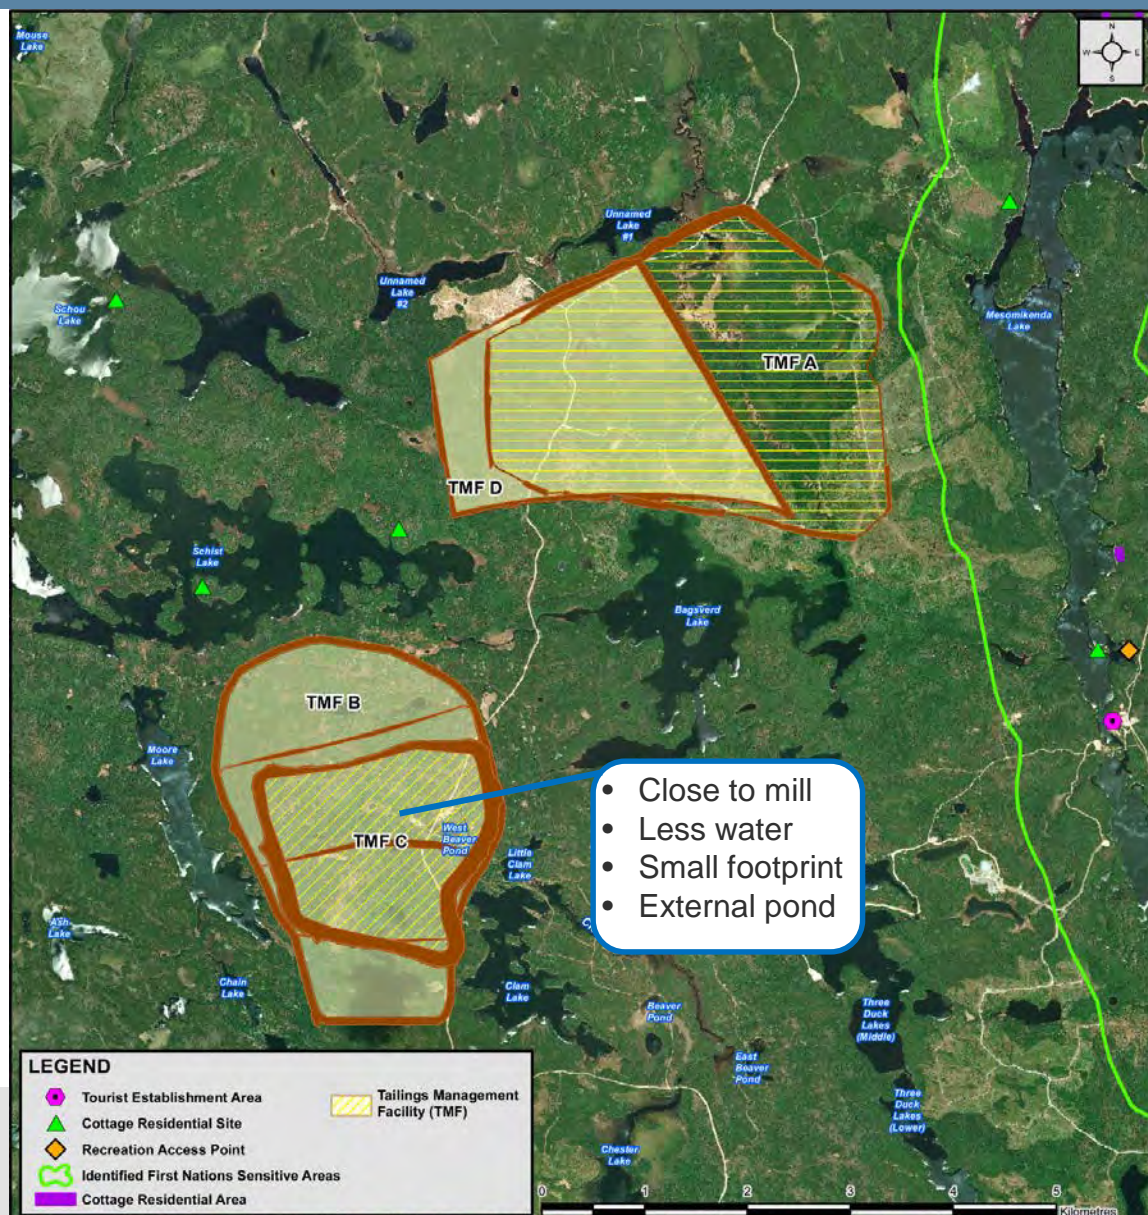 Mouse
Lake
N
W
E
S
Unnamed
Lake
#1
Unnamed
Lake
#2
Schou
Lake
Mesomikenda
Lake
TMF A
TMF D
Schist
Lake
Bagsverd
Lake
TMF B
Moore
Lake
• Close to mill
• Less water
• Small footprint
• External pond
TMF C
West
Beaver
Pond
Little
Clam
Lake
Ash
Lake
Chain
Lake
Clam
Lake
Beaver
Pond
Three
Duck
Lakes
(Middle)
East
Beaver
Pond
Three
Duck
Lakes
(Lower)
Chester
Lake
LEGEND
Tourist Establishment Area
Cottage Residential Site
Recreation Access Point
Identified First Nations Sensitive Areas
Cottage Residential Area
Tailings Management
Facility (TMF)
0 1 2 3 4 5
Kilometres